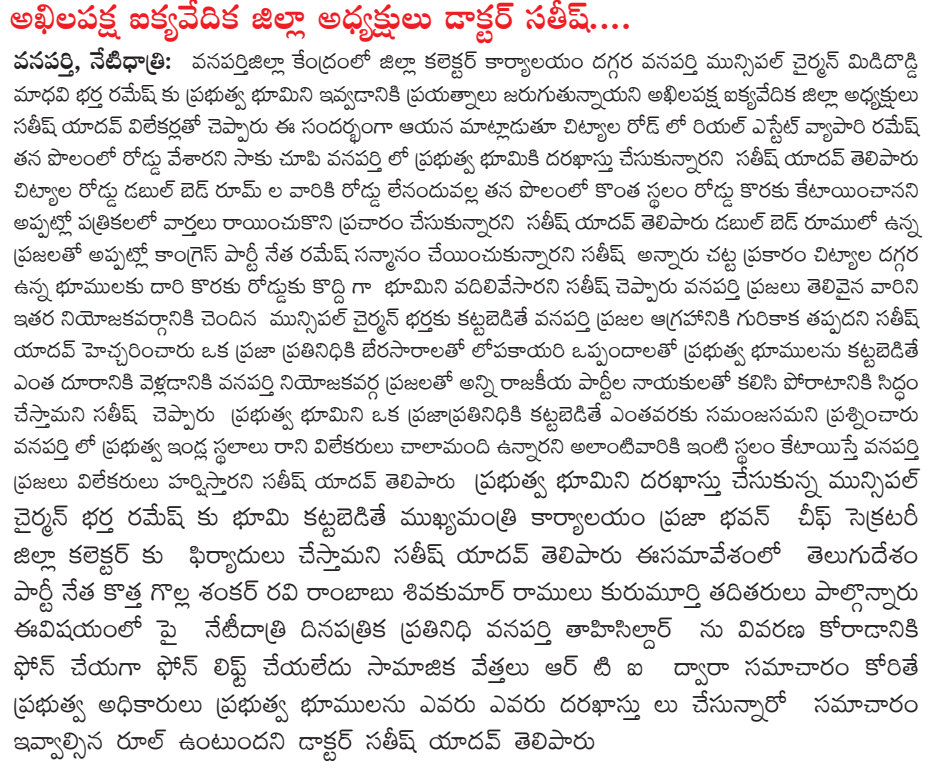 అఖిలపక్ష ఐక్యవేదిక జిల్లా అధ్యక్షులు డాక్టర్ సతీష్....
వనపర్తి, నేటిధాత్రి: వనపర్తిజిల్లా కేంద్రంలో జిల్లా కలెక్టర్ కార్యాలయం దగ్గర వనపర్తి మున్సిపల్ చైర్మన్ మిడిదొడ్డి
మాధవి భర్త రమేష్ కు ప్రభుత్వ భూమిని ఇవ్వడానికి ప్రయత్నాలు జరుగుతున్నాయని అఖిలపక్ష ఐక్యవేదిక జిల్లా అధ్యక్షులు
సతీష్ యాదవ్ విలేకర్లతో చెప్పారు ఈ సందర్భంగా ఆయన మాట్లాడుతూ చిట్యాల రోడ్ లో రియల్ ఎస్టేట్ వ్యాపారి రమేష్
తన పొలంలో రోడ్డు వేశారని సాకు చూపి వనపర్తి లో ప్రభుత్వ భూమికి దరఖాస్తు చేసుకున్నారని సతీష్ యాదవ్ తెలిపారు
చిట్యాల రోడ్డు డబుల్ బెడ్ రూమ్ ల వారికి రోడ్డు లేనందువల్ల తన పొలంలో కొంత స్థలం రోడ్డు కొరకు కేటాయించానని
అప్పట్లో పత్రికలలో వార్తలు రాయించుకొని ప్రచారం చేసుకున్నారని సతీష్ యాదవ్ తెలిపారు డబుల్ బెడ్ రూములో ఉన్న
ప్రజలతో అప్పట్లో కాంగ్రెస్ పార్టీ నేత రమేష్ సన్మానం చేయించుకున్నారని సతీష్ అన్నారు చట్ట ప్రకారం చిట్యాల దగ్గర
ఉన్న భూములకు దారి కొరకు రోడ్డుకు కొద్ది గా భూమిని వదిలివేసారని సతీష్ చెప్పారు వనపర్తి ప్రజలు తెలివైన వారిని
ఇతర నియోజకవర్గానికి చెందిన మున్సిపల్ చైర్మన్ భర్తకు కట్టబెడితే వనపర్తి ప్రజల ఆగ్రహానికి గురికాక తప్పదని సతీష్
యాదవ్ హెచ్చరించారు ఒక ప్రజా ప్రతినిధికి బేరసారాలతో లోపకాయరి ఒప్పందాలతో ప్రభుత్వ భూములను కట్టబెడితే
ఎంత దూరానికి వెళ్లడానికి వనపర్తి నియోజకవర్గ ప్రజలతో అన్ని రాజకీయ పార్టీల నాయకులతో కలిసి పోరాటానికి సిద్ధం
చేస్తామని సతీష్ చెప్పారు ప్రభుత్వ భూమిని ఒక ప్రజాప్రతినిధికి కట్టబెడితే ఎంతవరకు సమంజసమని ప్రశ్నించారు
వనపర్తి లో ప్రభుత్వ ఇండ్ల స్థలాలు రాని విలేకరులు చాలామంది ఉన్నారని అలాంటివారికి ఇంటి స్థలం కేటాయిస్తే వనపర్తి
ప్రజలు విలేకరులు హర్షిస్తారని సతీష్ యాదవ్ తెలిపారు ప్రభుత్వ భూమిని దరఖాస్తు చేసుకున్న మున్సిపల్
చైర్మన్ భర్త రమేష్ కు భూమి కట్టబెడితే ముఖ్యమంత్రి కార్యాలయం ప్రజా భవన్ చీఫ్ సెక్రటరీ
జిల్లా కలెక్టర్ కు ఫిర్యాదులు చేస్తామని సతీష్ యాదవ్ తెలిపారు ఈసమావేశంలో తెలుగుదేశం
పార్టీ నేత కొత్త గొల్ల శంకర్ రవి రాంబాబు శివకుమార్ రాములు కురుమూర్తి తదితరులు పాల్గొన్నారు
ఈవిషయంలో పై నేటీదాత్రి దినపత్రిక ప్రతినిధి వనపర్తి తాహిసిల్దార్ ను వివరణ కోరాడానికి
ఫోన్ చేయగా ఫోన్ లిఫ్ట్ చేయలేదు సామాజిక వేత్తలు ఆర్ టి ఐ ద్వారా సమాచారం కోరితే
ప్రభుత్వ అధికారులు ప్రభుత్వ భూములను ఎవరు ఎవరు దరఖాస్తు లు చేసున్నారో సమాచారం
ఇవ్వాల్సిన రూల్ ఉంటుందని డాక్టర్ సతీష్ యాదవ్ తెలిపారు